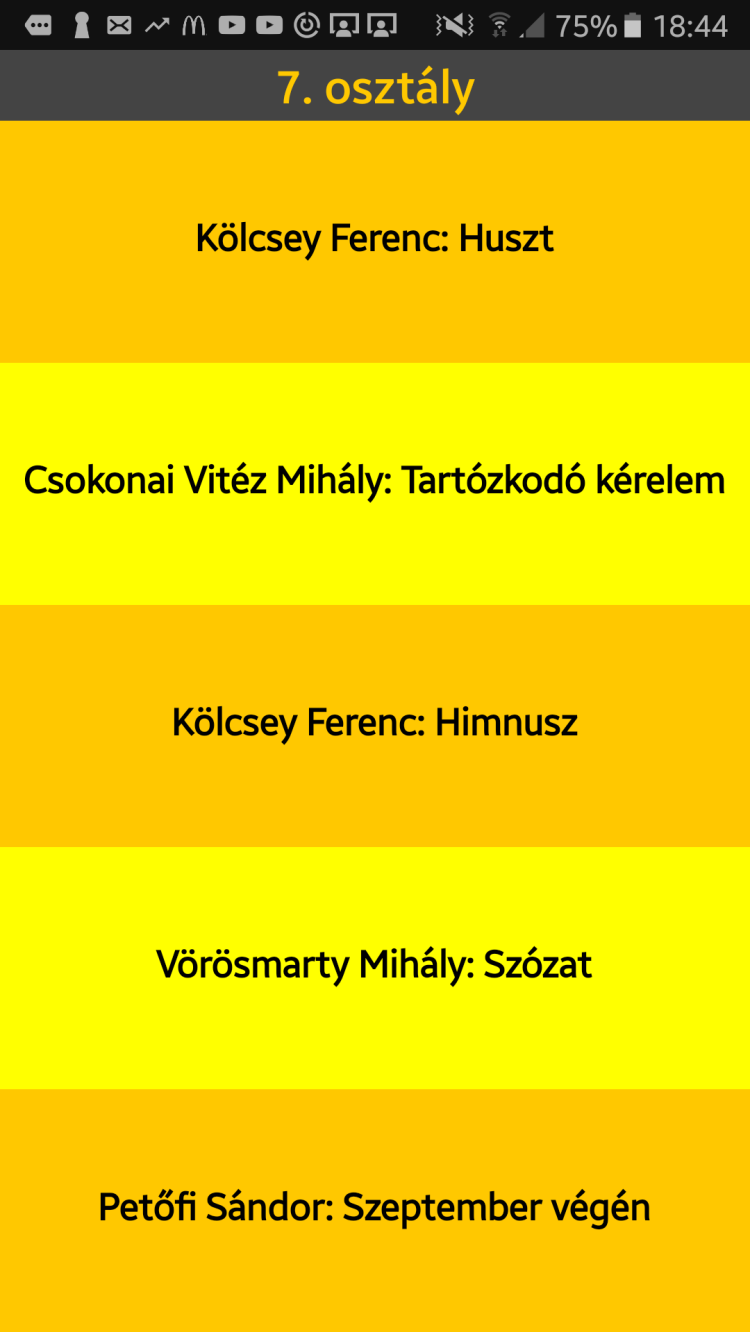 75% 18:44
7. osztály
Kölcsey Ferenc: Huszt
Csokonai Vitéz Mihály: Tartózkodó kérelem
Kölcsey Ferenc: Himnusz
Vörösmarty Mihály: Szózat
Petőfi Sándor: Szeptember végén